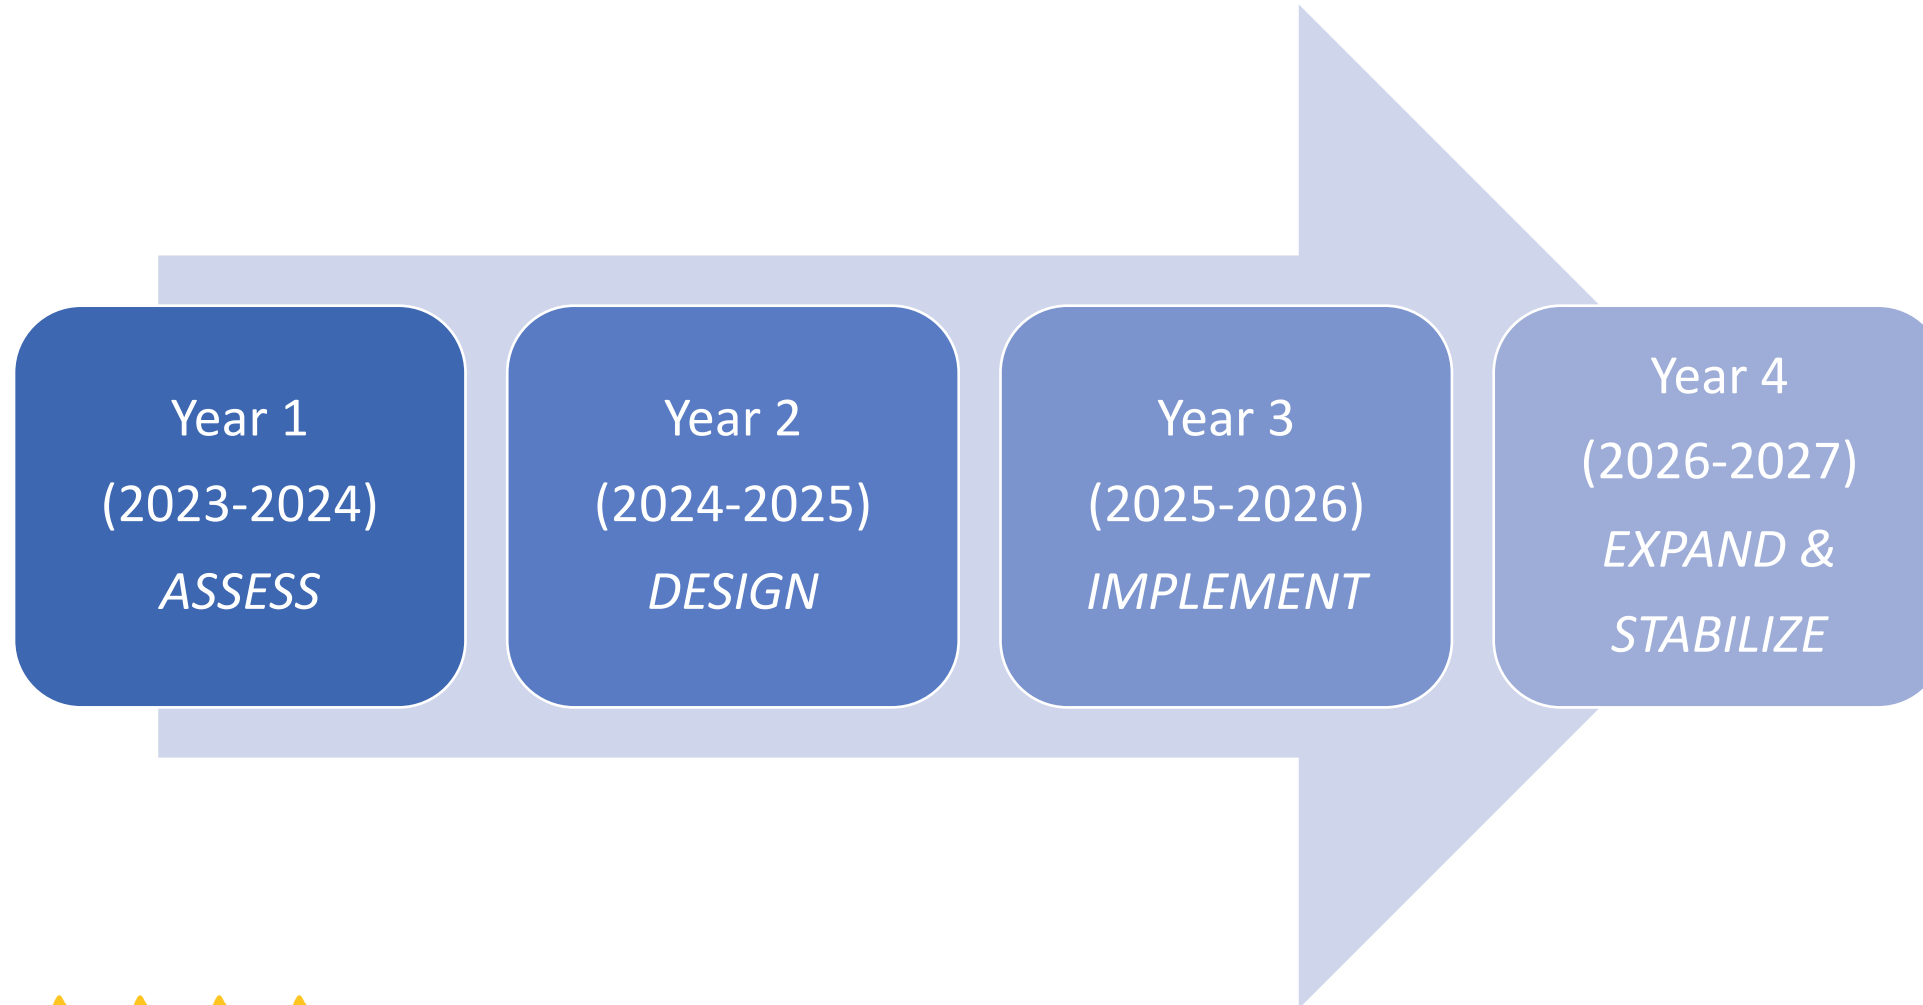 Year 1
(2023-2024)
ASSESS
Year 2
(2024-2025)
DESIGN
Year 3
(2025-2026)
IMPLEMENT
Year 4
(2026-2027)
EXPAND &
STABILIZE